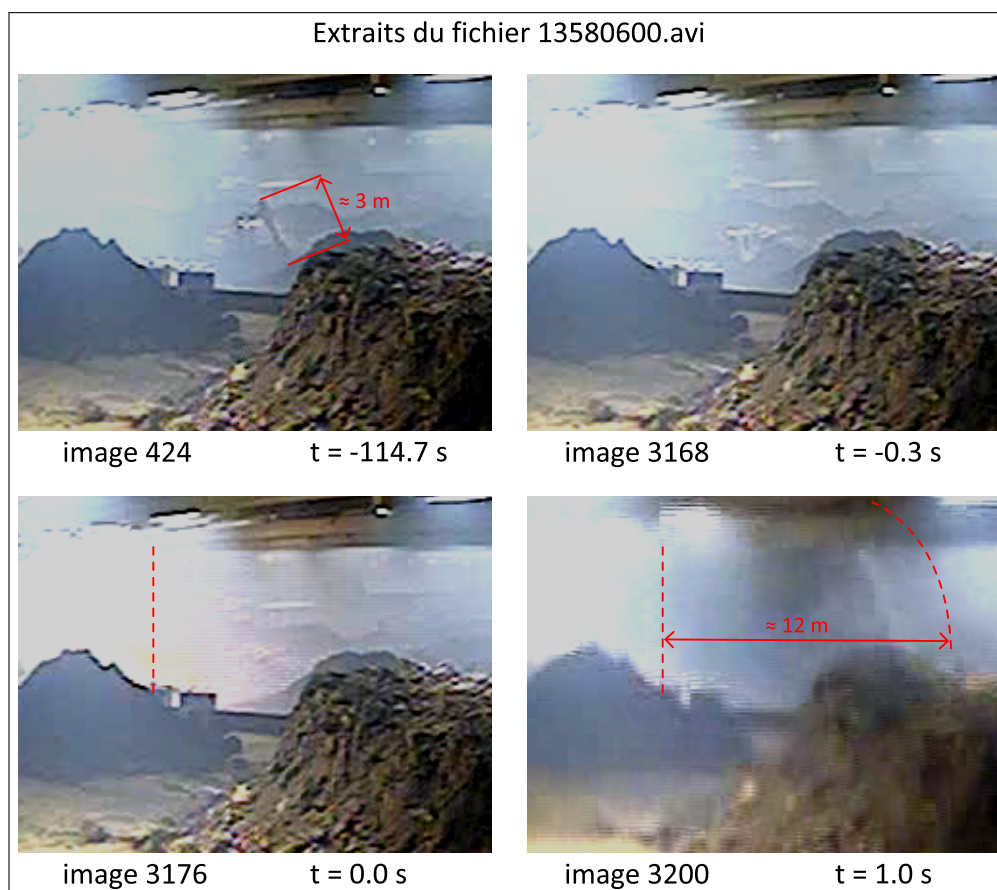 Extraits du fichier 13580600.avi
≈ 3 m
image 424 t = -114.7 s
image 3168 t = -0.3 s
≈ 12 m
image 3176 t = 0.0 s
image 3200 t = 1.0 s